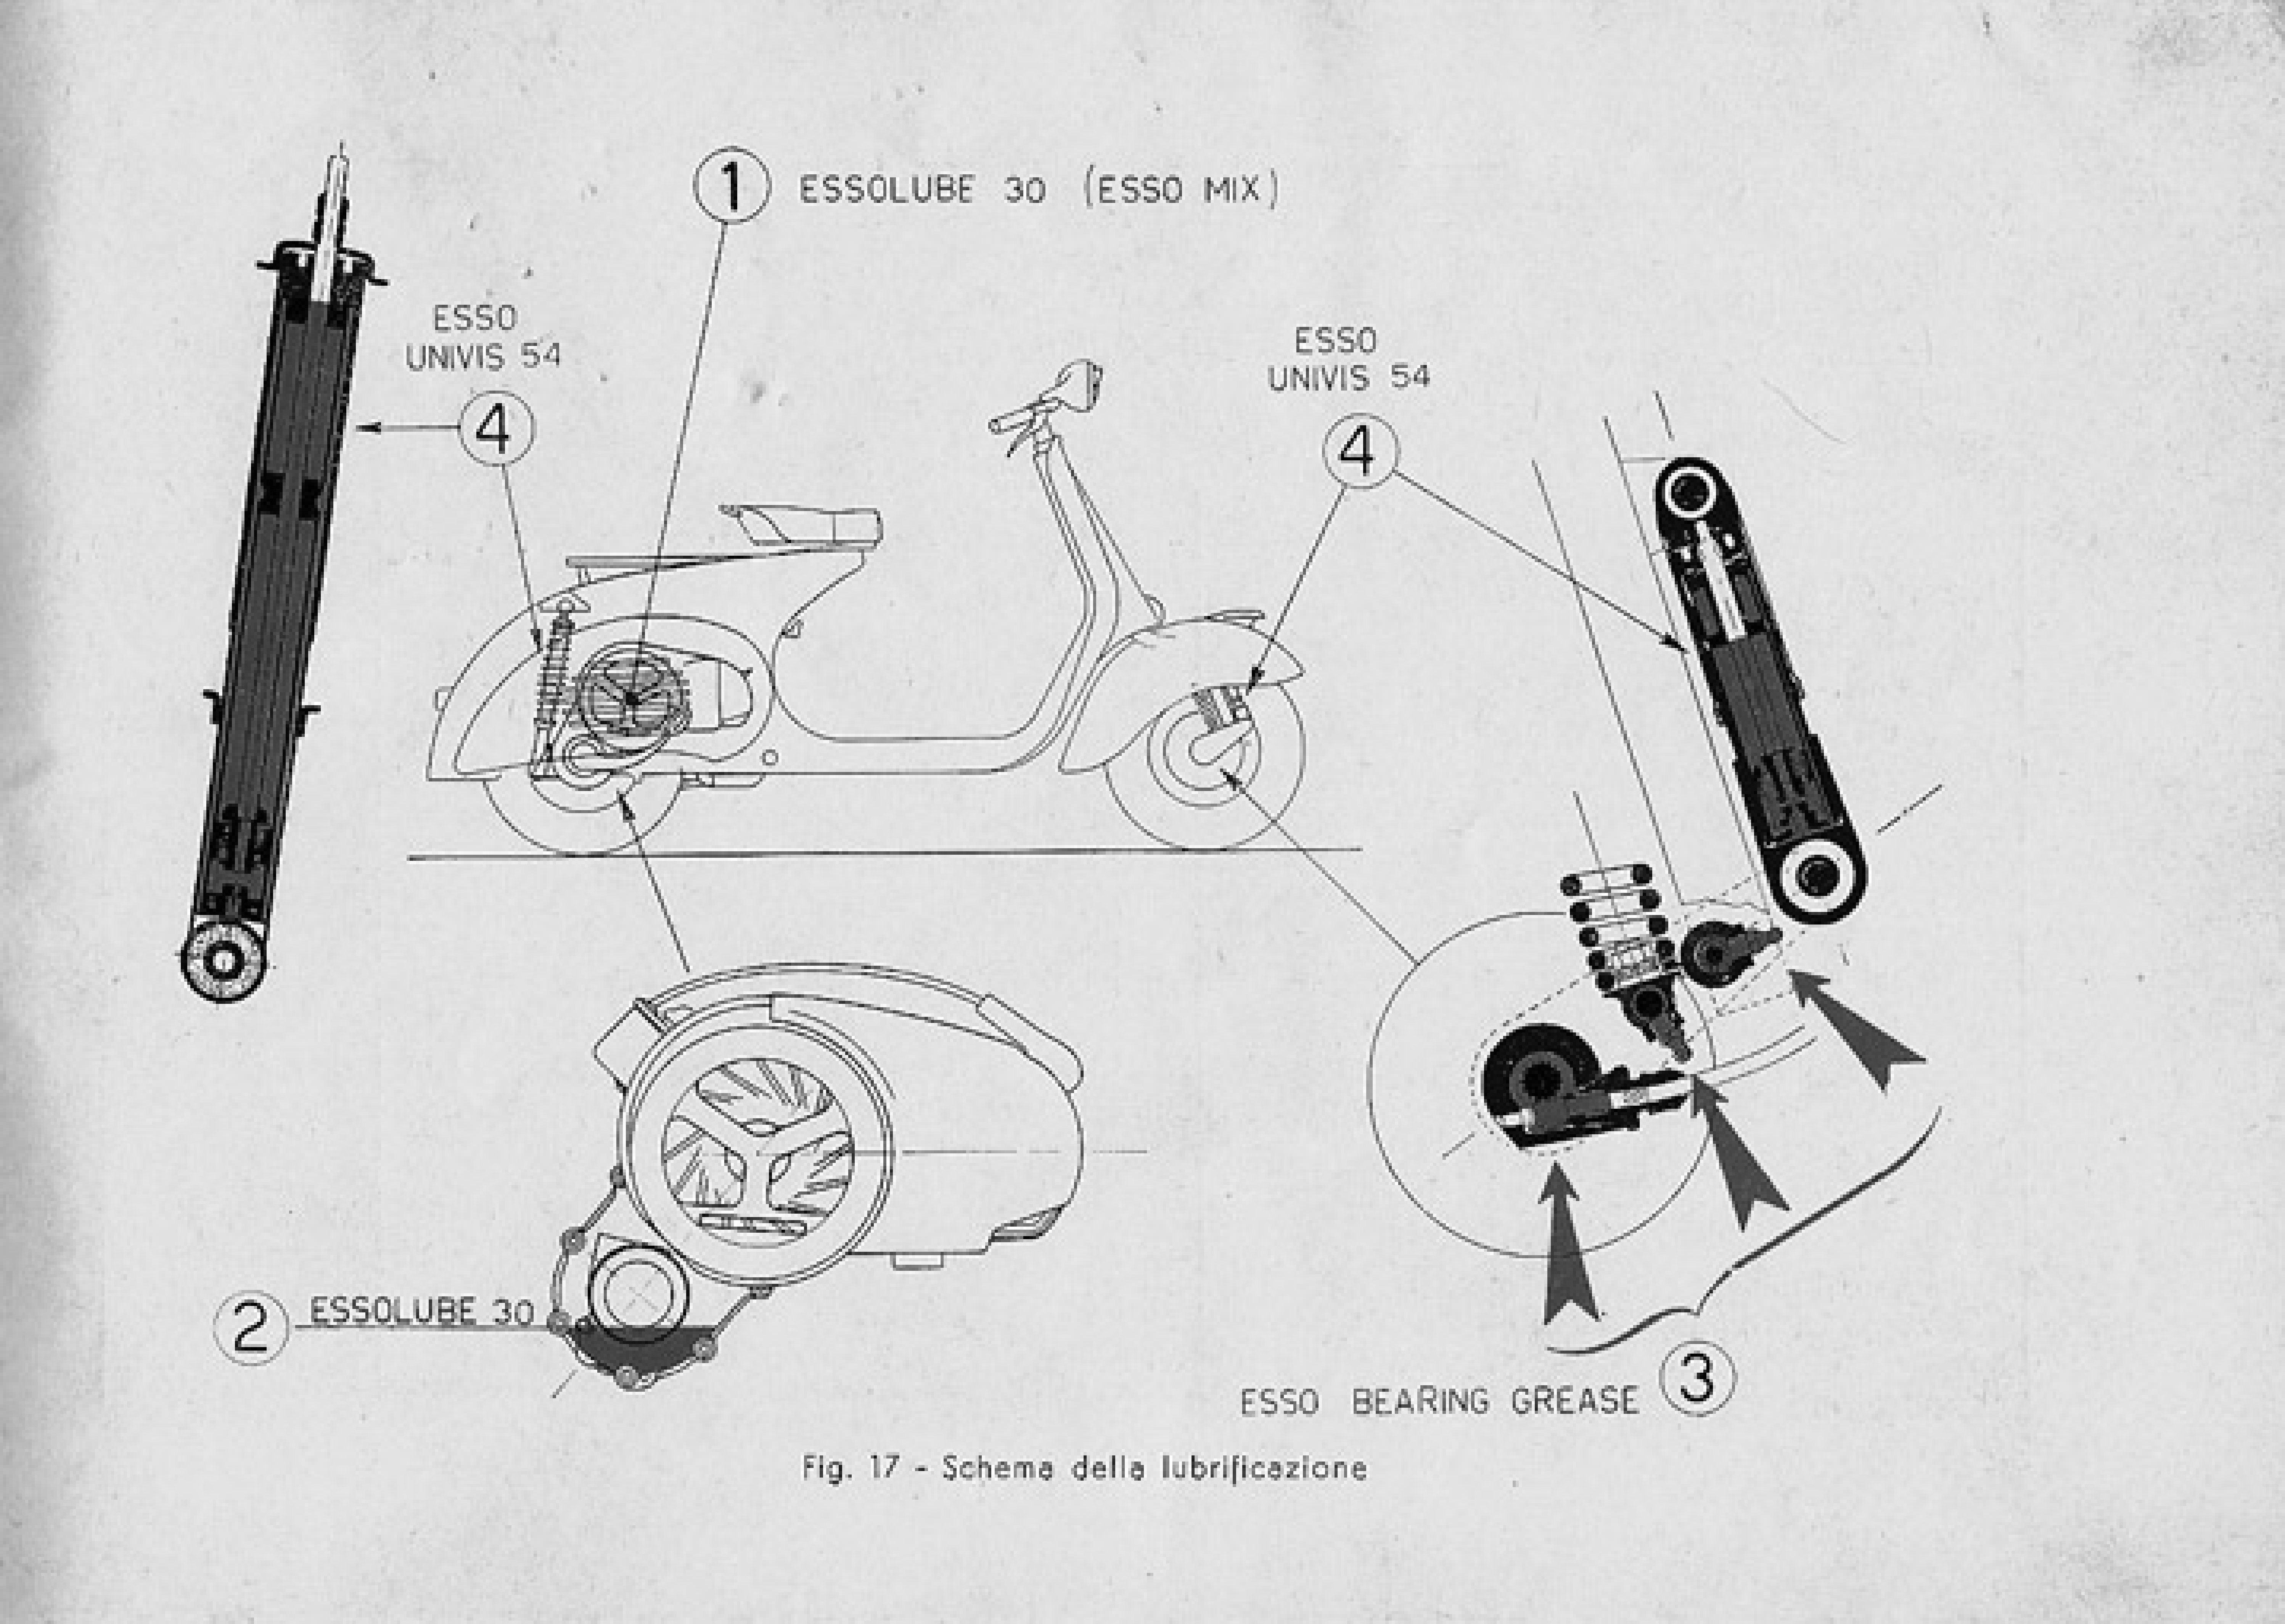 1 ESSOLUBE 30 (ESSO MIX)
ESSO
UNIVIS 54
4
ESSO
UNIVIS 54
4
2 ESSOLUBE 30
ESSO BEARING GREASE 3
Fig. 17 - Schema della lubrificazione